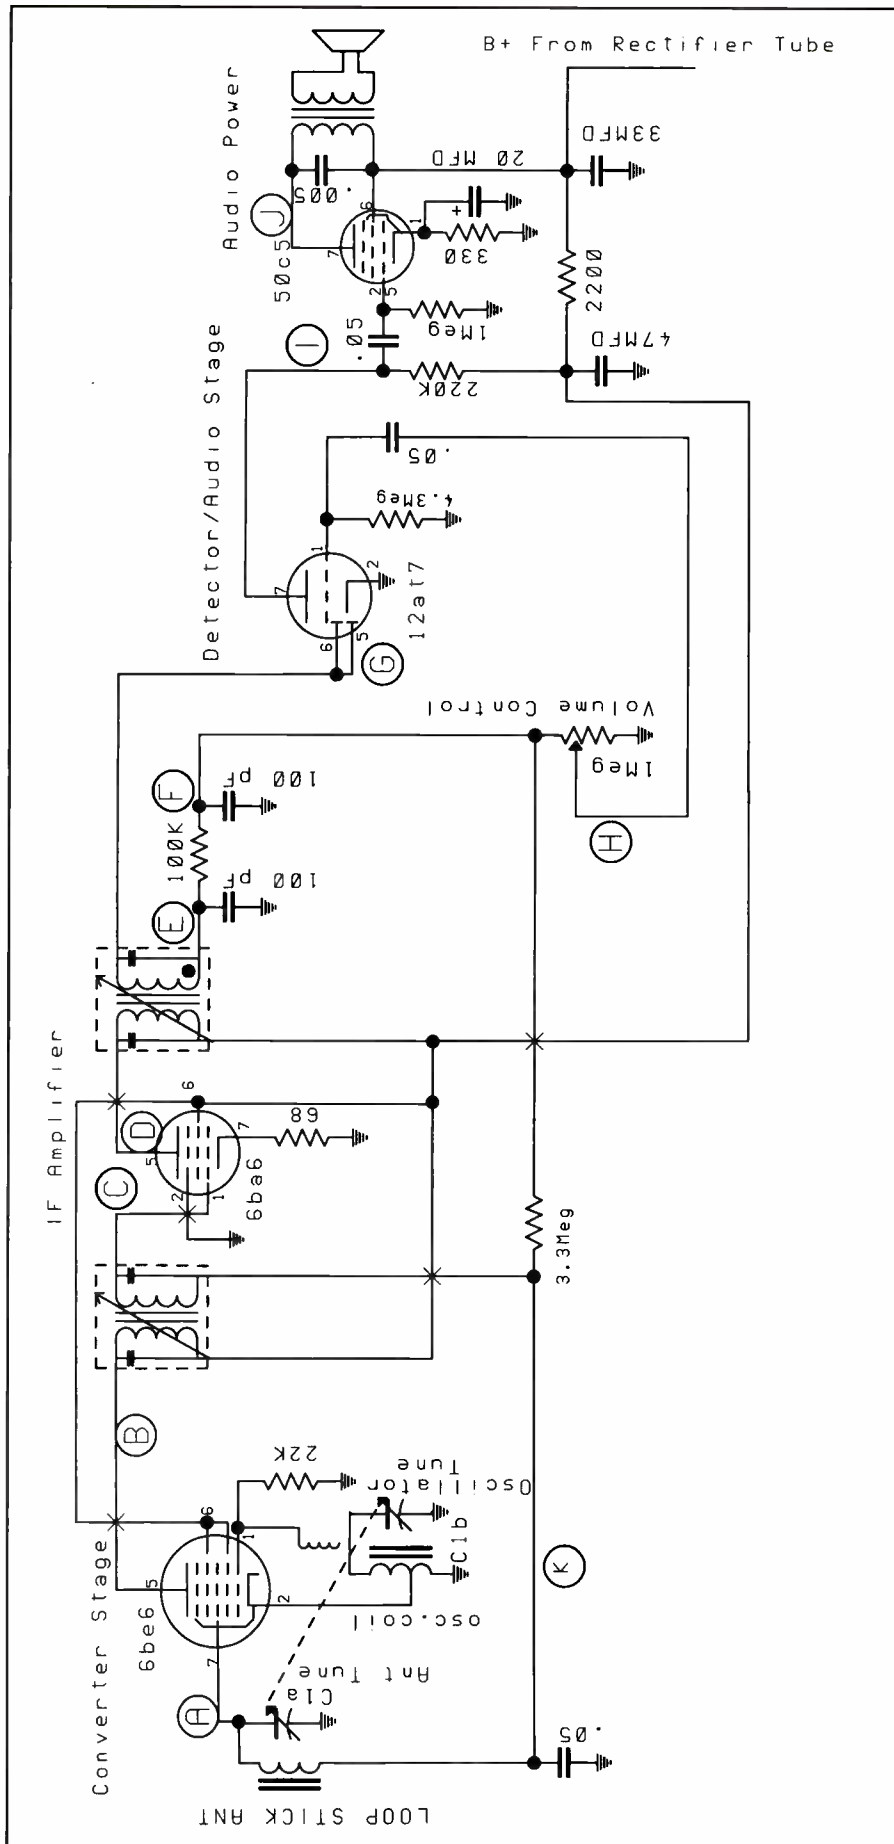 B+ From Rectifier Tube
Audio Power
50c5
J
.005
20 MFD
33MFD
7
6
1
2
5
+
330
2200
1Meg
.05
I
220K
47MFD
Detector/Audio Stage
.05
4.3Meg
7
1
2
6
5
12at7
G
Volume Control
1Meg
H
F
100 pF
100K
100 pF
E
IF Amplifier
D
C
5
6
7
2
1
6ba6
68
3.3Meg
B
Converter Stage
6be6
5
6
1
2
7
22K
Oscillator Tune
C1b
osc.coil
Ant Tune
C1a
A
K
.05
LOOP STICK ANT